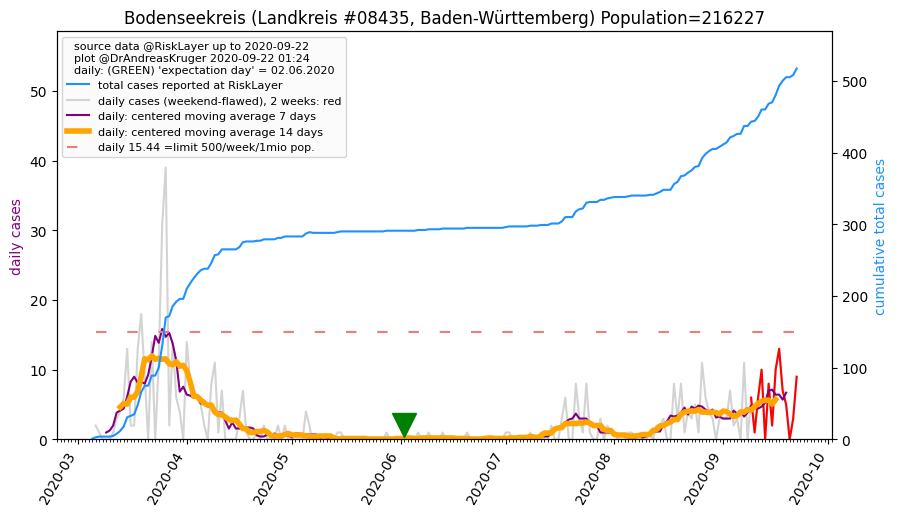 Bodenseekreis (Landkreis #08435, Baden-Württemberg) Population=216227
source data @RiskLayer up to 2020-09-22
plot @DrAndreasKruger 2020-09-22 01:24
daily: (GREEN) 'expectation day' = 02.06.2020
total cases reported at RiskLayer
daily cases (weekend-flawed), 2 weeks: red
daily: centered moving average 7 days
daily: centered moving average 14 days
daily 15.44 =limit 500/week/1mio pop.
daily cases
50
40
30
20
10
0
cumulative total cases
500
400
300
200
100
0
2020-03
2020-04
2020-05
2020-06
2020-07
2020-08
2020-09
2020-10